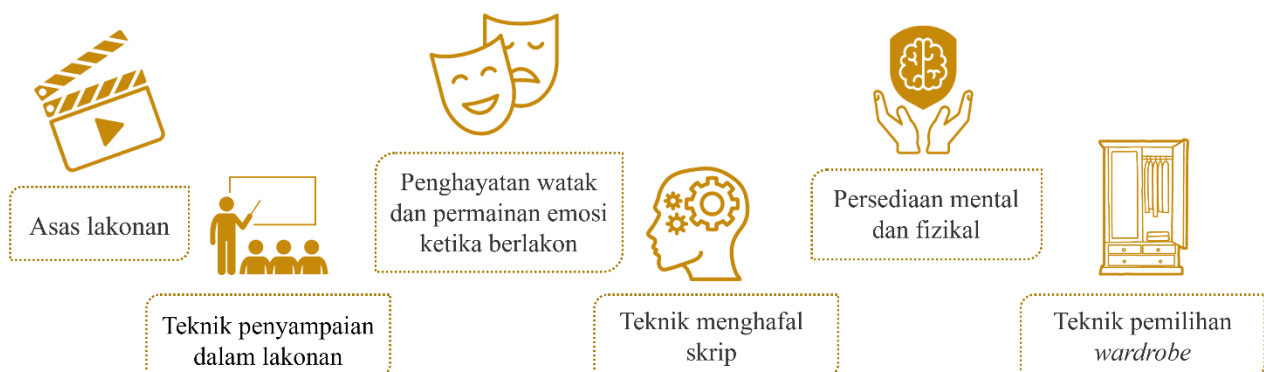 Asas lakonan
Teknik penyampaian
dalam lakonan
Penghayatan watak
dan permainan emosi
ketika berlakon
Teknik menghafal
skrip
Persediaan mental
dan fizikal
Teknik pemilihan
wardrobe